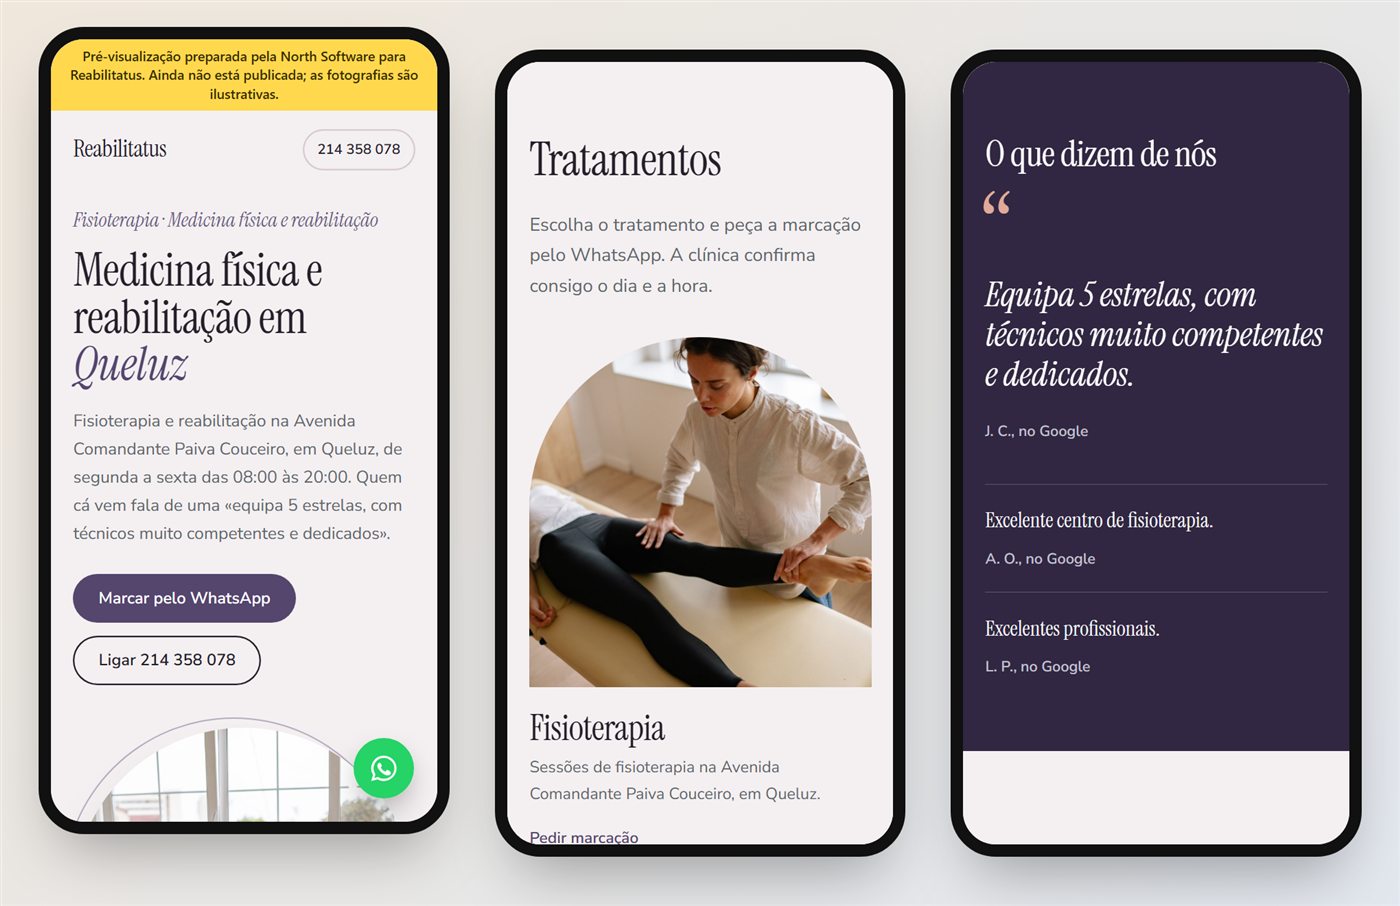 Pré-visualização preparada pela North Software para
Reabilitatus. Ainda não está publicada; as fotografias são
ilustrativas.
Reabilitatus
214 358 078
Fisioterapia · Medicina física e reabilitação
Medicina física e
reabilitação em
Queluz
Fisioterapia e reabilitação na Avenida
Comandante Paiva Couceiro, em Queluz, de
segunda a sexta das 08:00 às 20:00. Quem
cá vem fala de uma «equipa 5 estrelas, com
técnicos muito competentes e dedicados».
Marcar pelo WhatsApp
Ligar 214 358 078
Tratamentos
Escolha o tratamento e peça a marcação
pelo WhatsApp. A clínica confirma
consigo o dia e a hora.
Fisioterapia
Sessões de fisioterapia na Avenida
Comandante Paiva Couceiro, em Queluz.
Pedir marcação
O que dizem de nós
“
Equipa 5 estrelas, com
técnicos muito competentes
e dedicados.
J. C., no Google
Excelente centro de fisioterapia.
A. O., no Google
Excelentes profissionais.
L. P., no Google